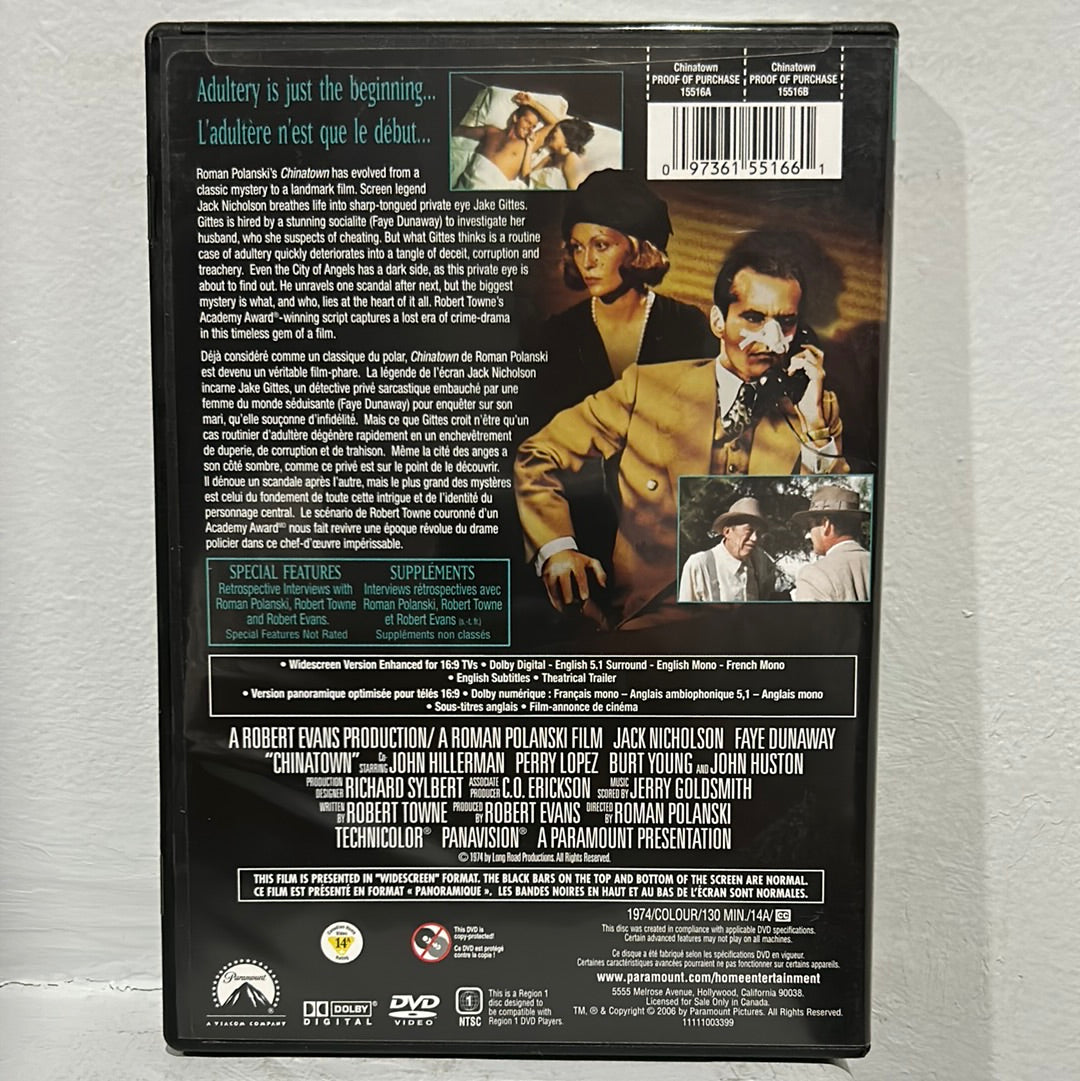 Adultery is just the beginning...
L'adultère n'est que le début...
Chinatown
PROOF OF PURCHASE
15516A
Chinatown
PROOF OF PURCHASE
15516B
0 97361 55166 1
Roman Polanski's Chinatown has evolved from a
classic mystery to a landmark film. Screen legend
Jack Nicholson breathes life into sharp-tongued private eye Jake Gittes.
Gittes is hired by a stunning socialite (Faye Dunaway) to investigate her
husband, who she suspects of cheating. But what Gittes thinks is a routine
case of adultery quickly deteriorates into a tangle of deceit, corruption and
treachery. Even the City of Angels has a dark side, as this private eye is
about to find out. He unravels one scandal after next, but the biggest
mystery is what, and who, lies at the heart of it all. Robert Towne's
Academy Award®-winning script captures a lost era of crime-drama
in this timeless gem of a film.
Déjà considéré comme un classique du polar, Chinatown de Roman Polanski
est devenu un véritable film-phare. La légende de l'écran Jack Nicholson
incarne Jake Gittes, un détective privé sarcastique embauché par une
femme du monde séduisante (Faye Dunaway) pour enquêter sur son
mari, qu'elle souçonne d'infidélité. Mais ce que Gittes croit n'être qu'un
cas routinier d'adultère dégénère rapidement en un enchevêtrement
de duperie, de corruption et de trahison. Même la cité des anges a
son côté sombre, comme ce privé est sur le point de le découvrir.
Il dénoue un scandale après l'autre, mais le plus grand des mystères
est celui du fondement de toute cette intrigue et de l'identité du
personnage central. Le scénario de Robert Towne couronné d'un
Academy Award MD nous fait revivre une époque révolue du drame
policier dans ce chef-d'œuvre impérissable.
SPECIAL FEATURES
Retrospective Interviews with
Roman Polanski, Robert Towne
and Robert Evans.
Special Features Not Rated
SUPPLÉMENTS
Interviews rétrospectives avec
Roman Polanski, Robert Towne
et Robert Evans (s.-t. fr.)
Suppléments non classés
• Widescreen Version Enhanced for 16:9 TVs • Dolby Digital - English 5.1 Surround - English Mono - French Mono
• English Subtitles • Theatrical Trailer
• Version panoramique optimisée pour télés 16:9 • Dolby numérique : Français mono – Anglais ambiophonique 5,1 – Anglais mono
• Sous-titres anglais • Film-annonce de cinéma
A ROBERT EVANS PRODUCTION/ A ROMAN POLANSKI FILM JACK NICHOLSON FAYE DUNAWAY
"CHINATOWN" CO-STARRING JOHN HILLERMAN PERRY LOPEZ BURT YOUNG AND JOHN HUSTON
PRODUCTION DESIGNER RICHARD SYLBERT ASSOCIATE PRODUCER C.O. ERICKSON MUSIC SCORED BY JERRY GOLDSMITH
WRITTEN BY ROBERT TOWNE PRODUCED BY ROBERT EVANS DIRECTED BY ROMAN POLANSKI
TECHNICOLOR® PANAVISION® A PARAMOUNT PRESENTATION
© 1974 by Long Road Productions. All Rights Reserved.
THIS FILM IS PRESENTED IN "WIDESCREEN" FORMAT. THE BLACK BARS ON THE TOP AND BOTTOM OF THE SCREEN ARE NORMAL.
CE FILM EST PRÉSENTÉ EN FORMAT « PANORAMIQUE ». LES BANDES NOIRES EN HAUT ET AU BAS DE L'ÉCRAN SONT NORMALES.
1974/COLOUR/130 MIN./14A/ CC
This disc was created in compliance with applicable DVD specifications.
Certain advanced features may not play on all machines.
Ce disque a été fabriqué selon les spécifications DVD en vigueur.
Certaines caractéristiques avancées pourraient ne pas fonctionner sur certains appareils.
www.paramount.com/homeentertainment
5555 Melrose Avenue, Hollywood, California 90038.
Licensed for Sale Only in Canada.
TM, ® & Copyright © 2006 by Paramount Pictures. All Rights Reserved.
11111003399
14A
This DVD is
copy-protected!
Ce DVD est protégé
contre la copie !
Paramount
A VIACOM COMPANY
DOLBY
DIGITAL
DVD
VIDEO
1
NTSC
This is a Region 1
disc designed to
be compatible with
Region 1 DVD Players.